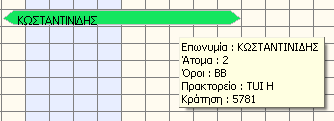 ΚΩΣΤΑΝΤΙΝΙΔΗΣ
Επωνυμία : ΚΩΣΤΑΝΤΙΝΙΔΗΣ
Άτομα : 2
Όροι : BB
Πρακτορείο : TUI H
Κράτηση : 5781